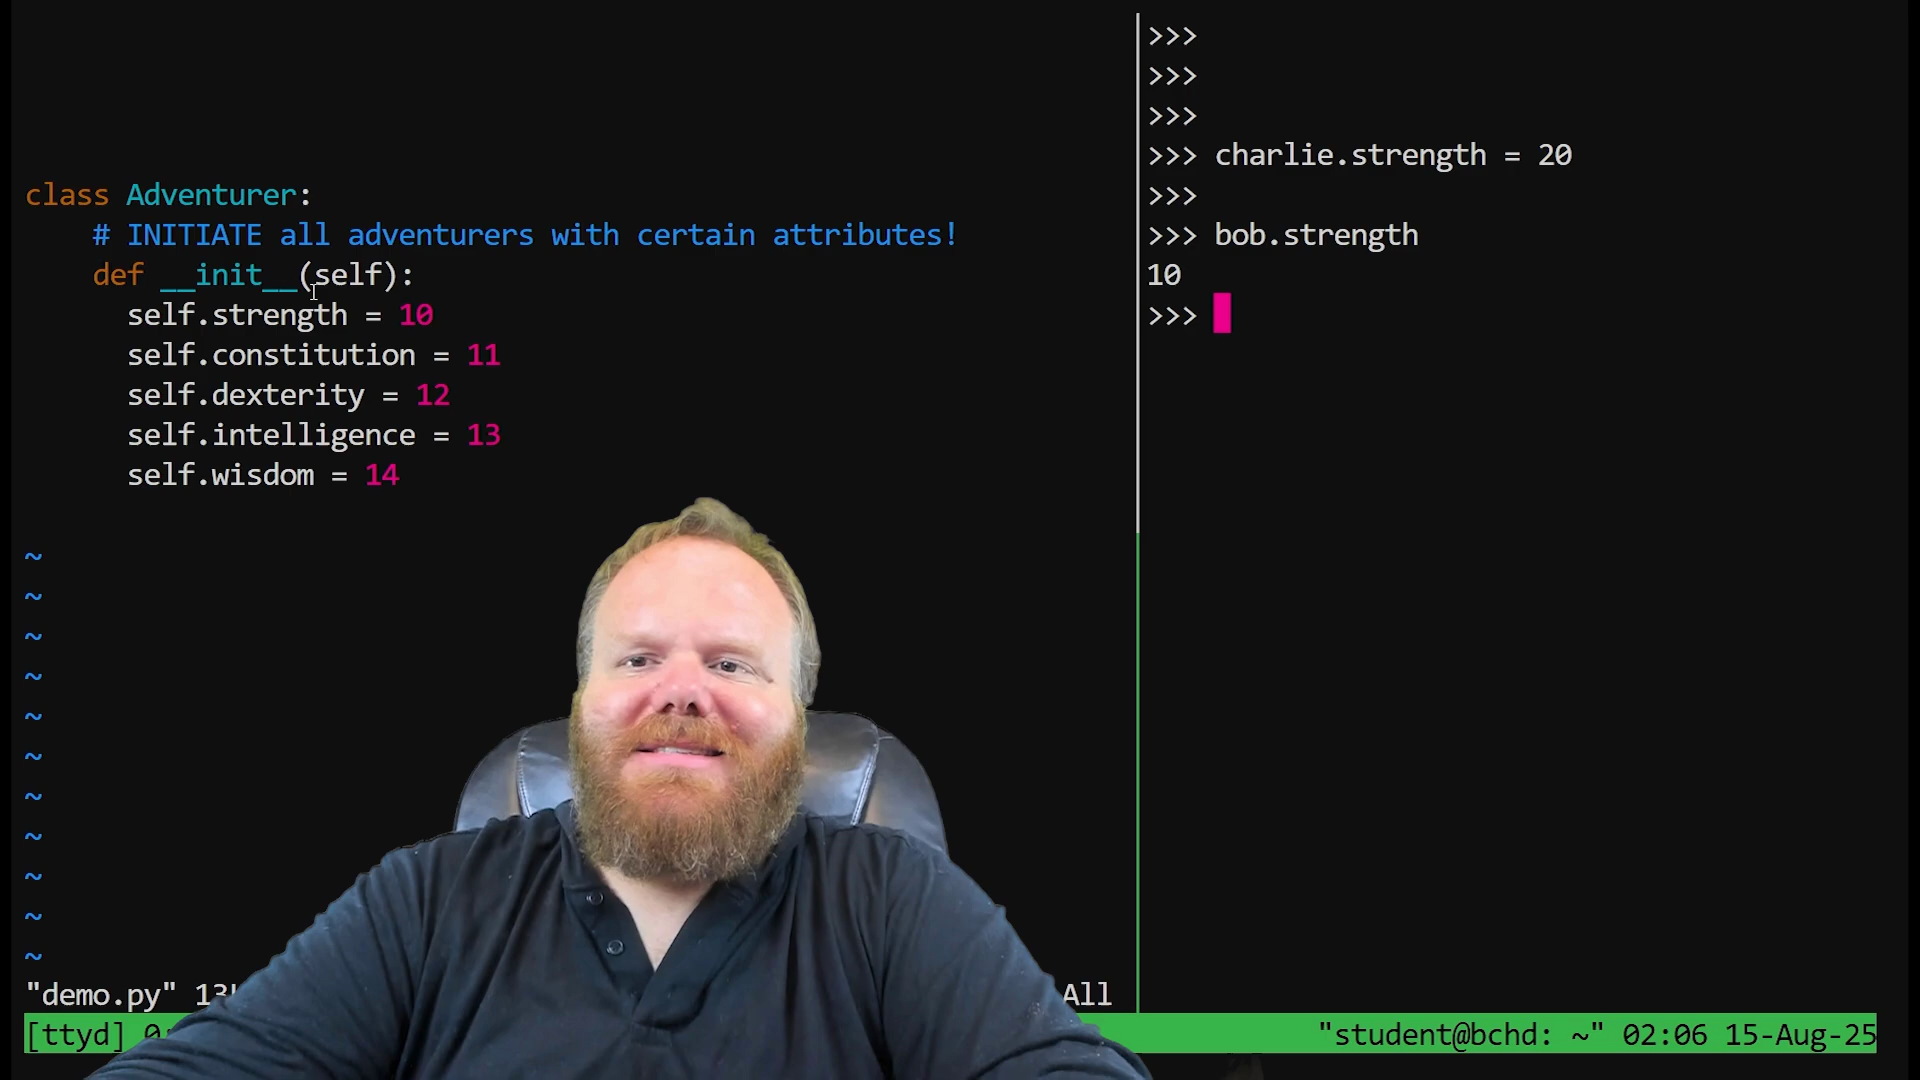 class Adventurer:
# INITIATE all adventurers with certain attributes!
def __init__(self):
self.strength = 10
self.constitution = 11
self.dexterity = 12
self.intelligence = 13
self.wisdom = 14
~
~
~
~
~
~
~
~
~
~
~
"demo.py" All
>>>
>>>
>>>
>>> charlie.strength = 20
>>>
>>> bob.strength
10
>>>
[ttyd] "student@bchd: ~" 02:06 15-Aug-25